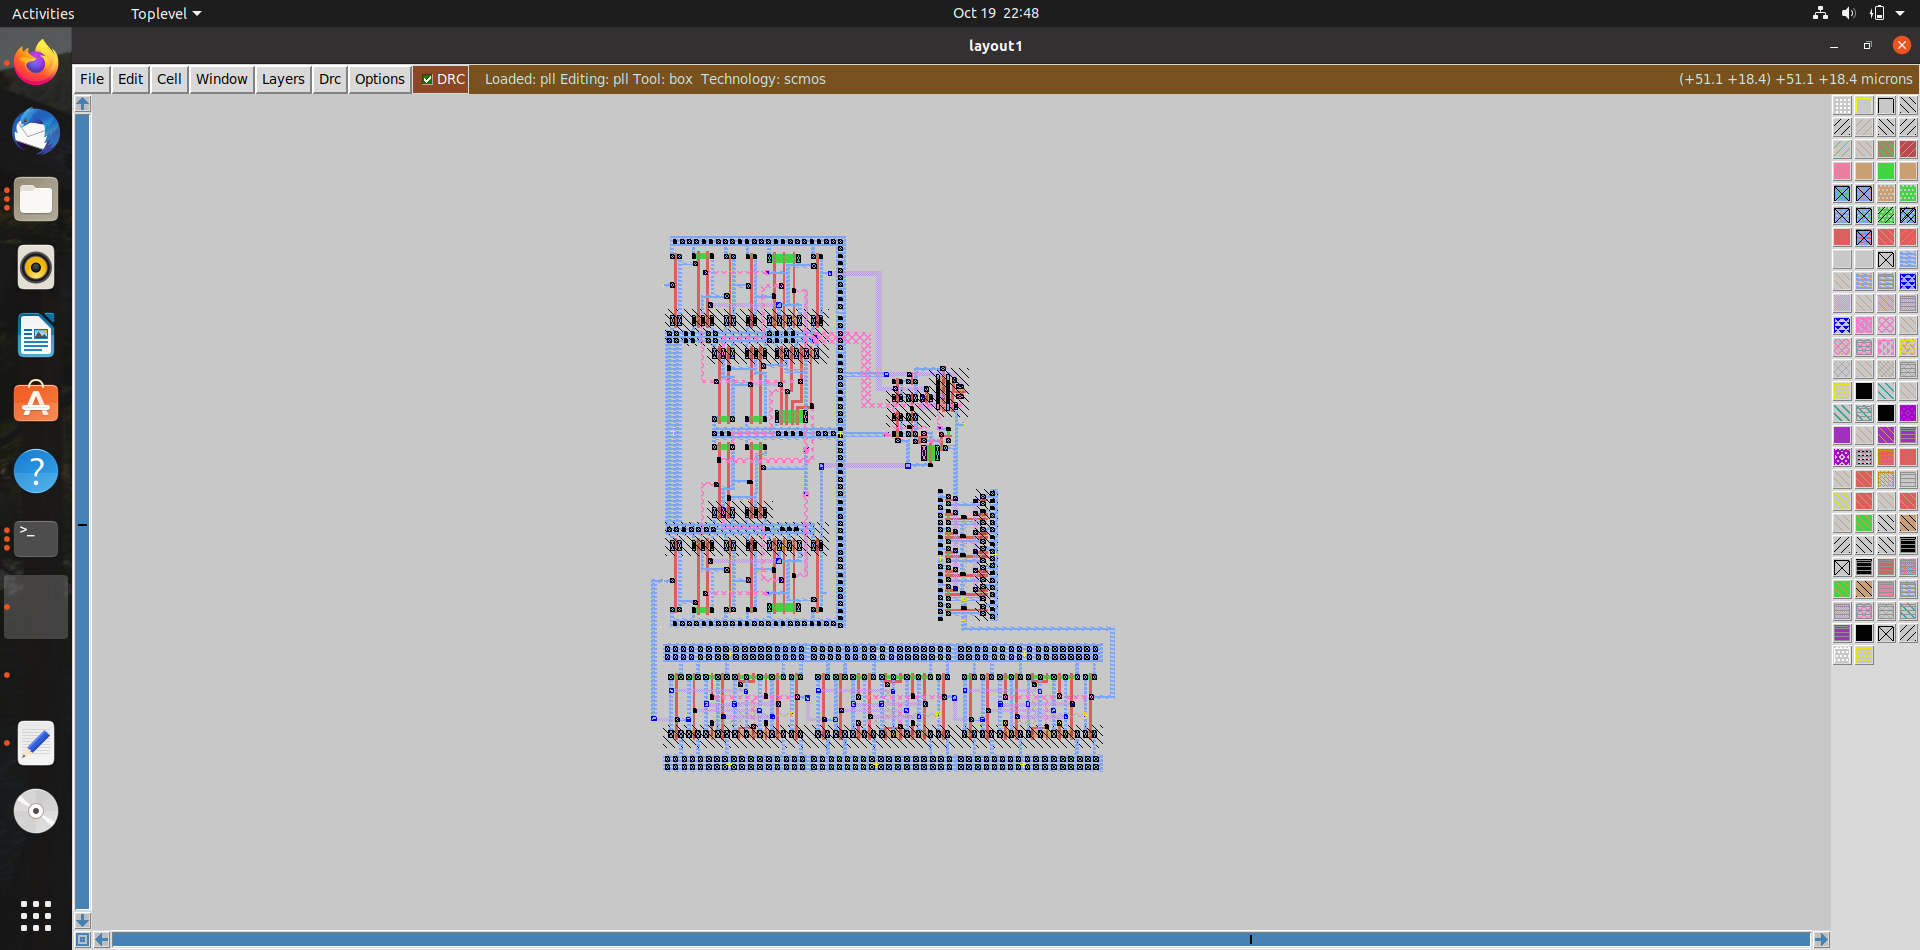 Activities Toplevel Oct 19 22:48
layout1
File Edit Cell Window Layers Drc Options DRC Loaded: pll Editing: pll Tool: box Technology: scmos (+51.1 +18.4) +51.1 +18.4 microns
>_